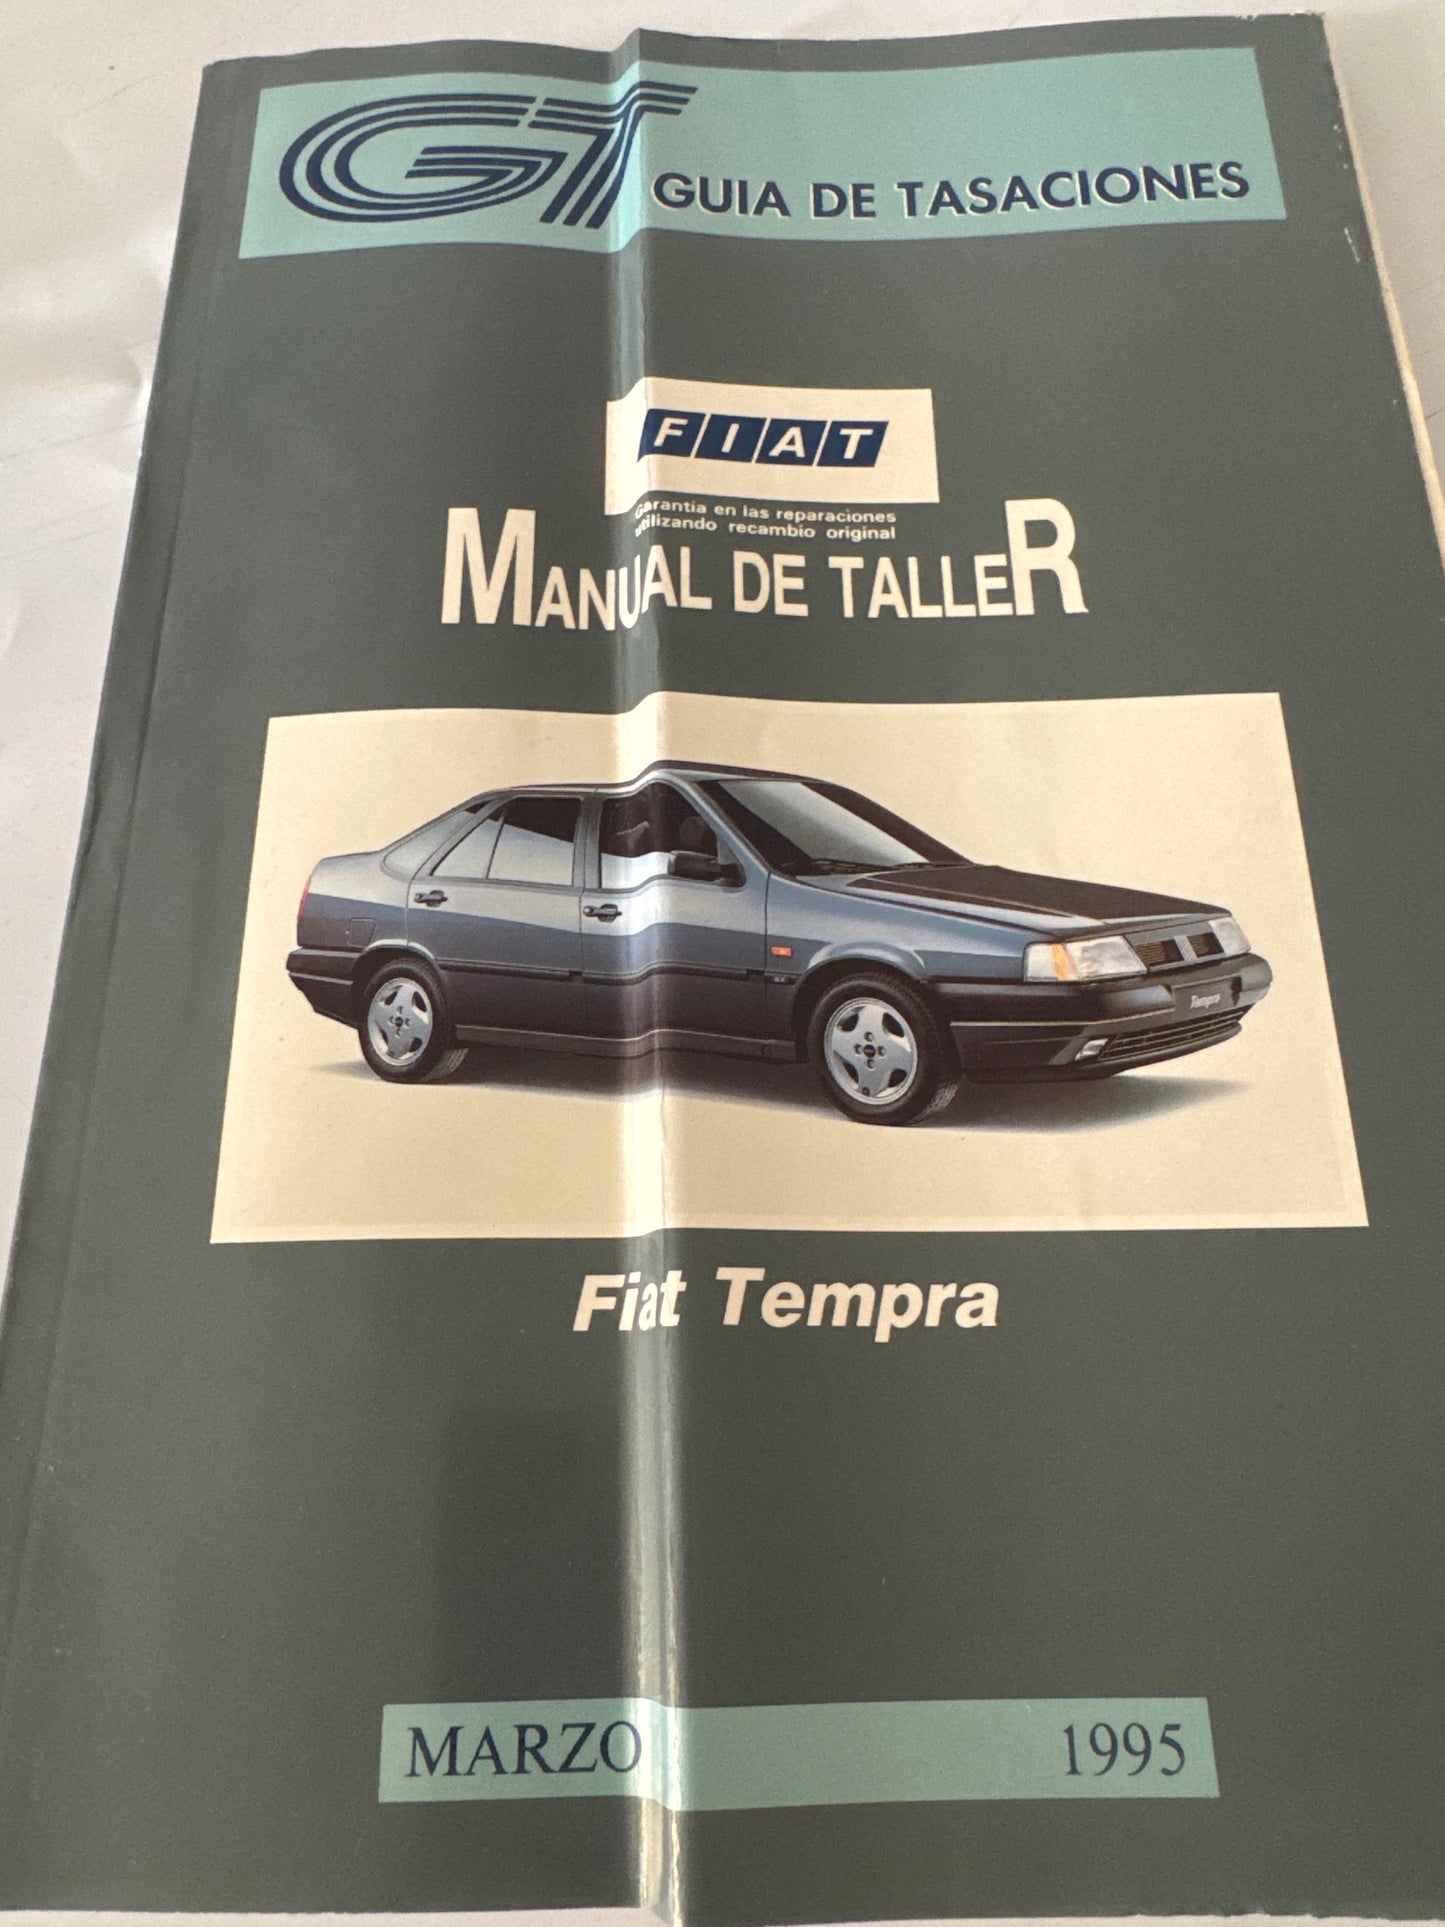 GT GUIA DE TASACIONES
FIAT
Garantía en las reparaciones
utilizando recambio original
MANUAL DE TALLER
Tempra
Fiat Tempra
MARZO 1995